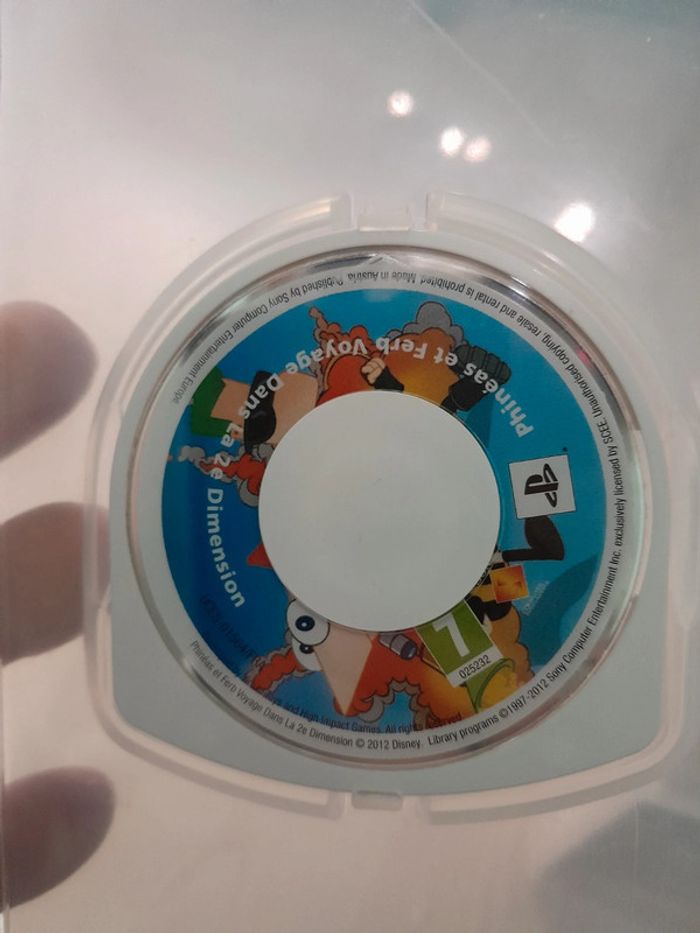 Phinéas et Ferb Voyage Dans La 2e Dimension
7
025232
Phinéas et Ferb Voyage Dans La 2e Dimension © 2012 Disney. Library programs ©1997-2012 Sony Computer Entertainment Inc. exclusively licensed by SCEE. Unauthorised copying, resale and rental is prohibited. Made in Austria. Published by Sony Computer Entertainment Europe
and High Impact Games. All rights reserved